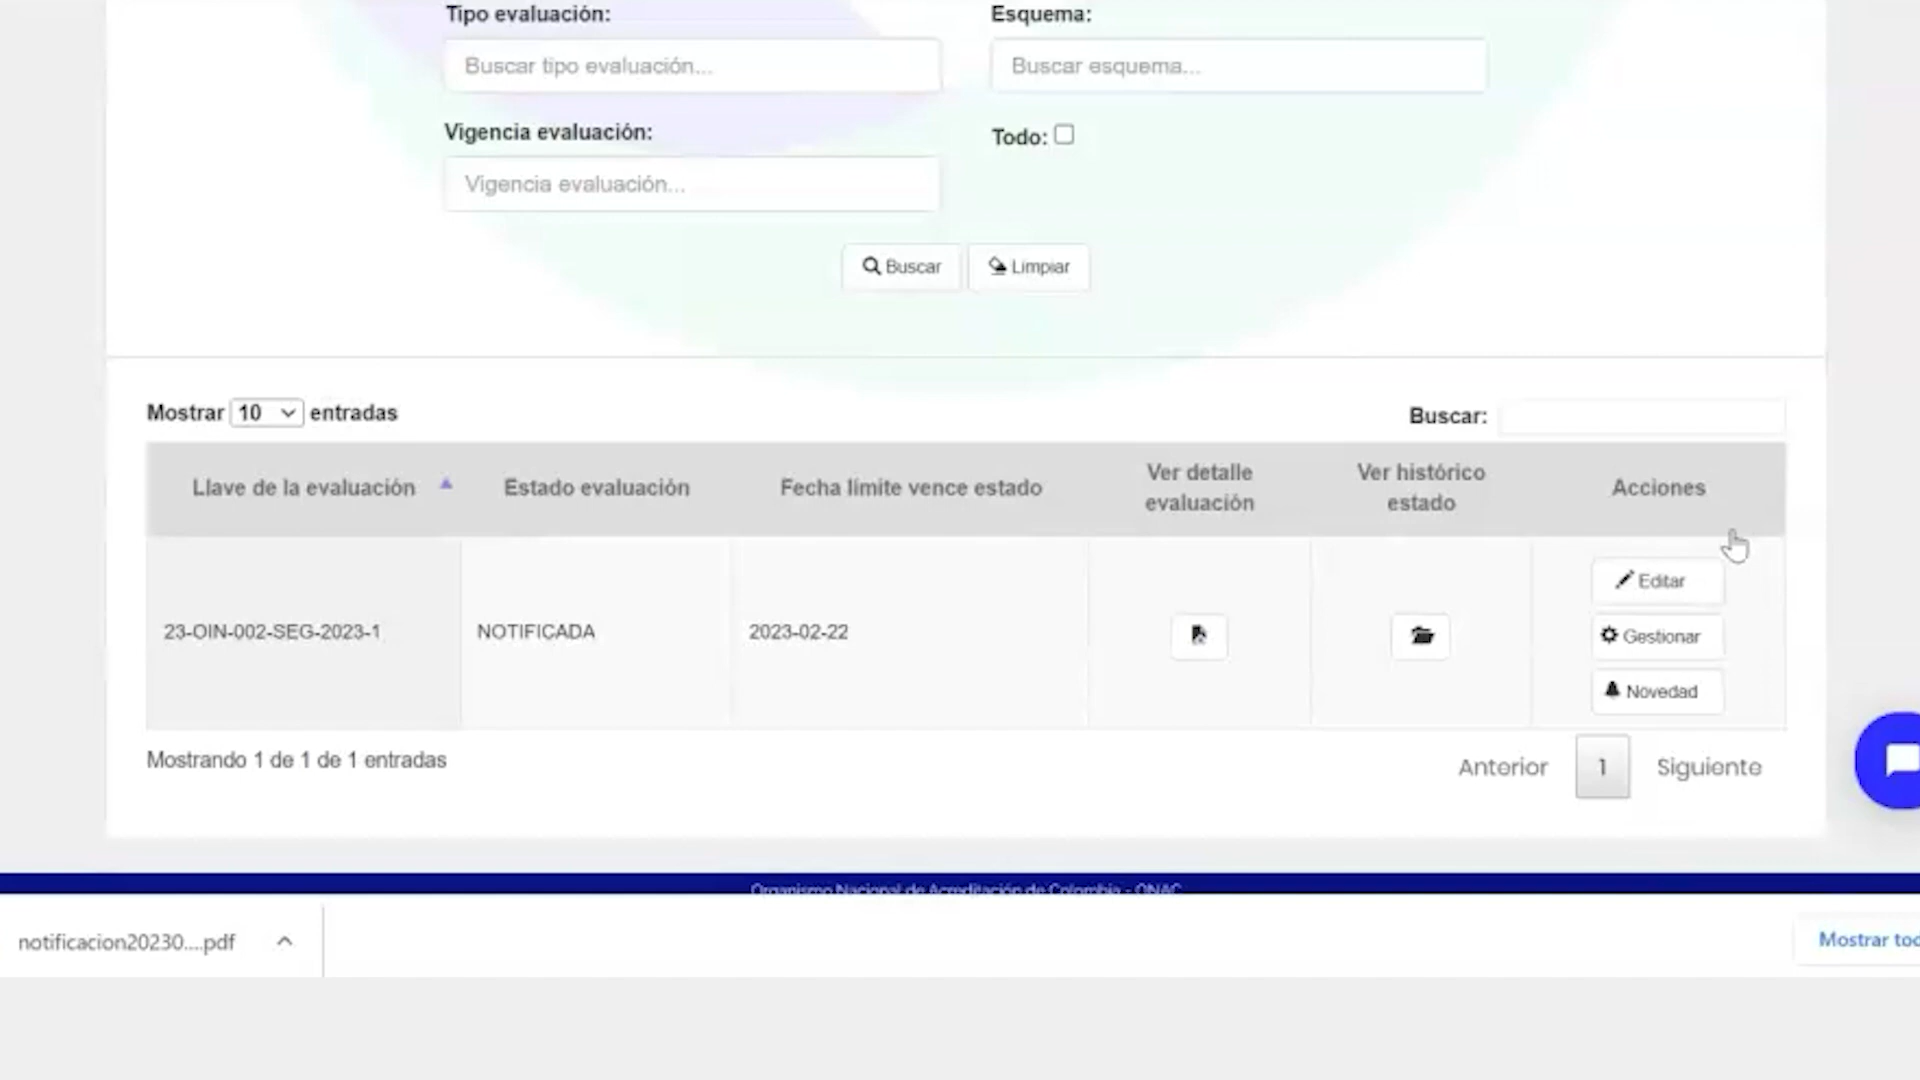 Tipo evaluación:
Esquema:
Buscar tipo evaluación...
Buscar esquema...
Vigencia evaluación:
Todo:
Vigencia evaluación...
Buscar
Limpiar
Mostrar 10 entradas
Buscar:
Llave de la evaluación
Estado evaluación
Fecha límite vence estado
Ver detalle
evaluación
Ver histórico
estado
Acciones
23-OIN-002-SEG-2023-1
NOTIFICADA
2023-02-22
Editar
Gestionar
Novedad
Mostrando 1 de 1 de 1 entradas
Anterior
1
Siguiente
Organismo Nacional de Acreditación de Colombia - ONAC
notificacion20230....pdf
Mostrar toc